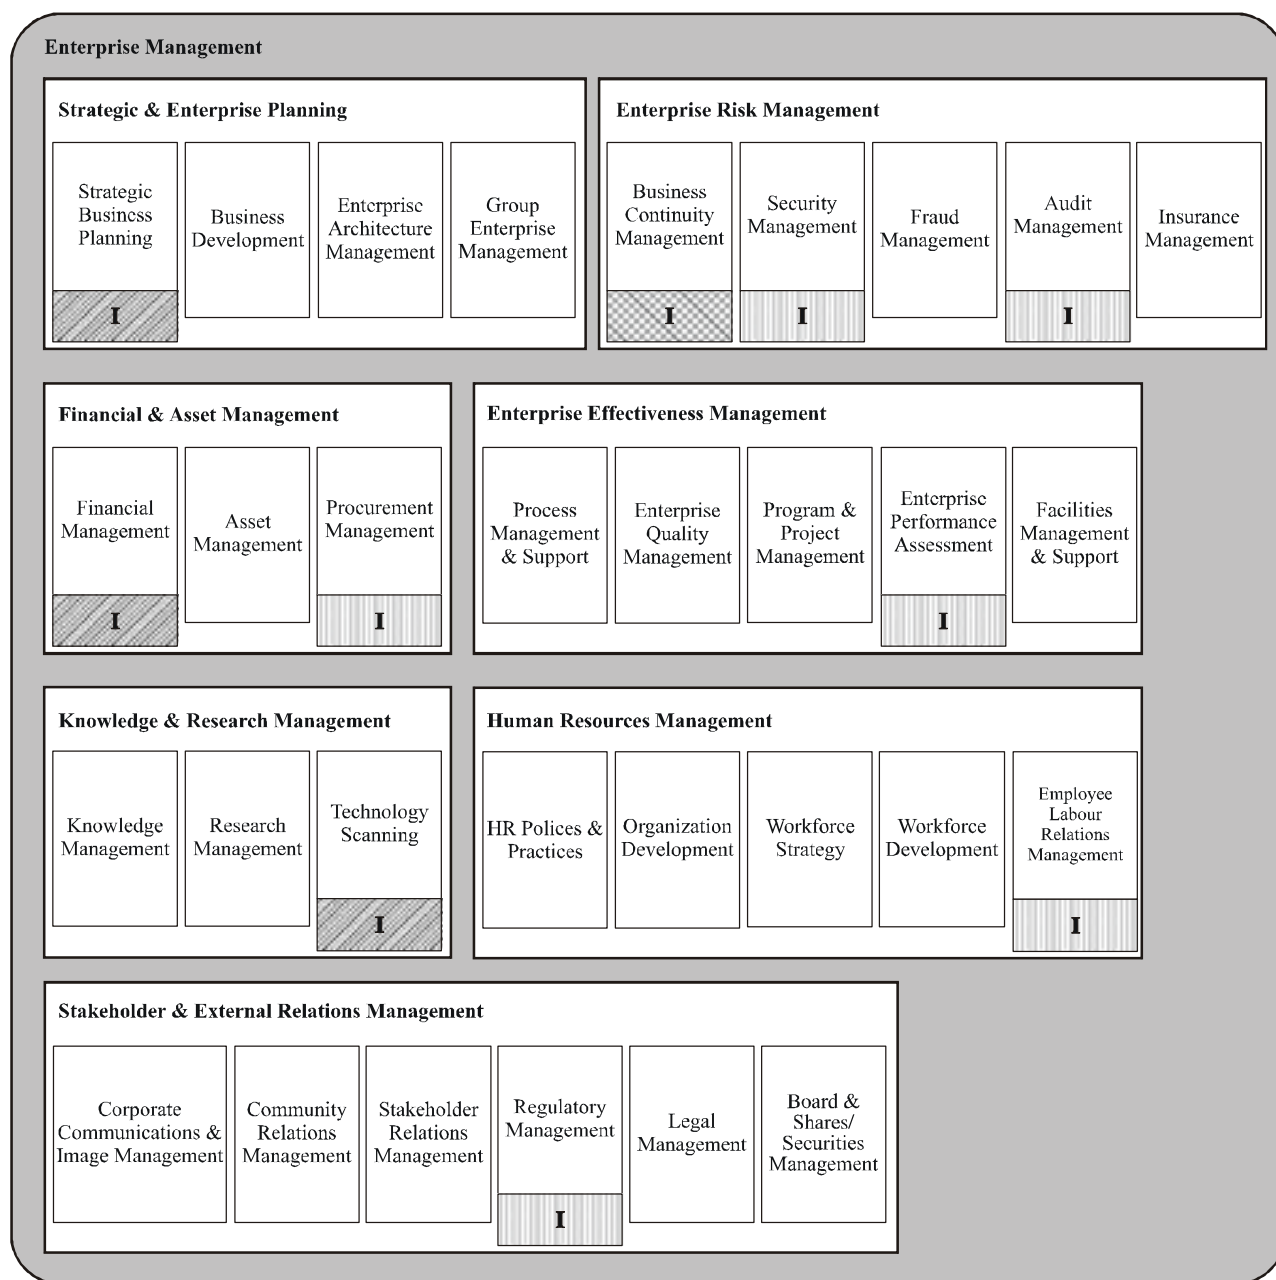 Enterprise Management
Strategic & Enterprise Planning
Strategic
Business
Planning
I
Business
Development
Enterprise
Architecture
Management
Group
Enterprise
Management
Enterprise Risk Management
Business
Continuity
Management
I
Security
Management
I
Fraud
Management
Audit
Management
I
Insurance
Management
Financial & Asset Management
Financial
Management
I
Asset
Management
Procurement
Management
I
Enterprise Effectiveness Management
Process
Management
& Support
Enterprise
Quality
Management
Program &
Project
Management
Enterprise
Performance
Assessment
I
Facilities
Management
& Support
Knowledge & Research Management
Knowledge
Management
Research
Management
Technology
Scanning
I
Human Resources Management
HR Polices &
Practices
Organization
Development
Workforce
Strategy
Workforce
Development
Employee
Labour
Relations
Management
I
Stakeholder & External Relations Management
Corporate
Communications &
Image Management
Community
Relations
Management
Stakeholder
Relations
Management
Regulatory
Management
I
Legal
Management
Board &
Shares/
Securities
Management